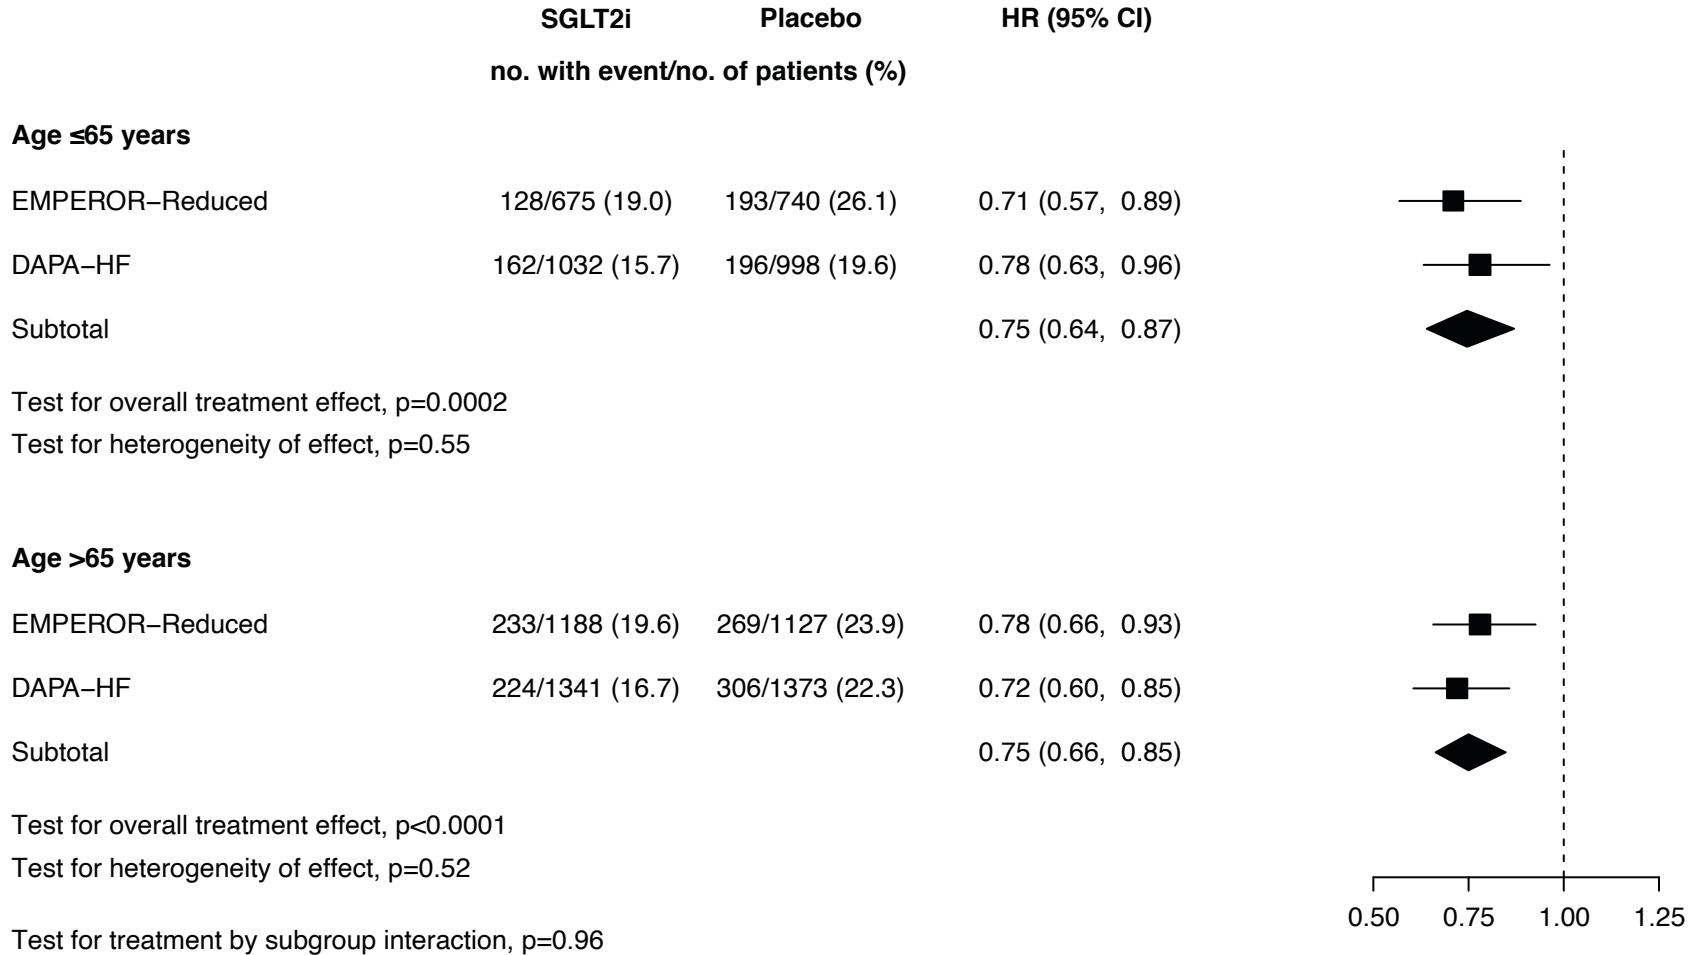 SGLT2i Placebo HR (95% CI)
no. with event/no. of patients (%)
Age ≤65 years
EMPEROR−Reduced 128/675 (19.0) 193/740 (26.1) 0.71 (0.57, 0.89)
DAPA−HF 162/1032 (15.7) 196/998 (19.6) 0.78 (0.63, 0.96)
Subtotal 0.75 (0.64, 0.87)
Test for overall treatment effect, p=0.0002
Test for heterogeneity of effect, p=0.55
Age >65 years
EMPEROR−Reduced 233/1188 (19.6) 269/1127 (23.9) 0.78 (0.66, 0.93)
DAPA−HF 224/1341 (16.7) 306/1373 (22.3) 0.72 (0.60, 0.85)
Subtotal 0.75 (0.66, 0.85)
Test for overall treatment effect, p<0.0001
Test for heterogeneity of effect, p=0.52
0.50 0.75 1.00 1.25
Test for treatment by subgroup interaction, p=0.96